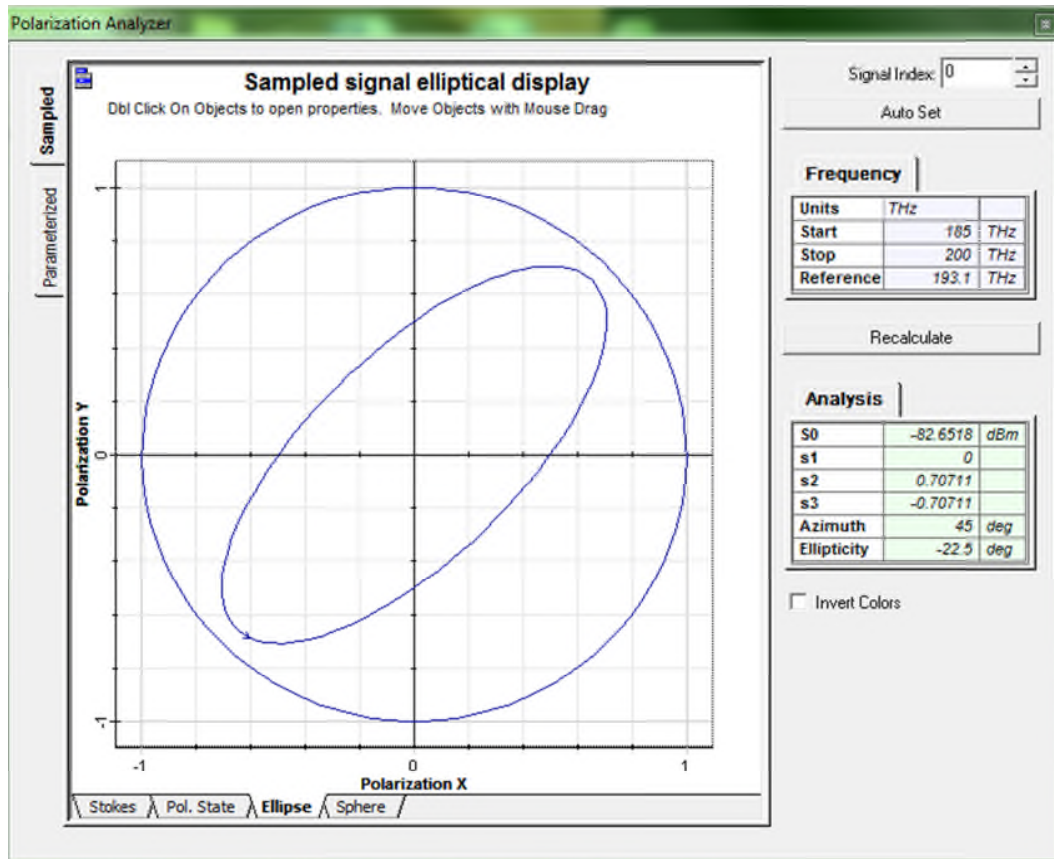 Polarization Analyzer
Sampled
Parameterized
Sampled signal elliptical display
Dbl Click On Objects to open properties. Move Objects with Mouse Drag
1
0
-1
Polarization Y
-1 0 1
Polarization X
Stokes Pol. State Ellipse Sphere
Signal Index: 0
Auto Set
Frequency
Units THz
Start 185 THz
Stop 200 THz
Reference 193.1 THz
Recalculate
Analysis
S0 -82.6518 dBm
s1 0
s2 0.70711
s3 -0.70711
Azimuth 45 deg
Ellipticity -22.5 deg
Invert Colors